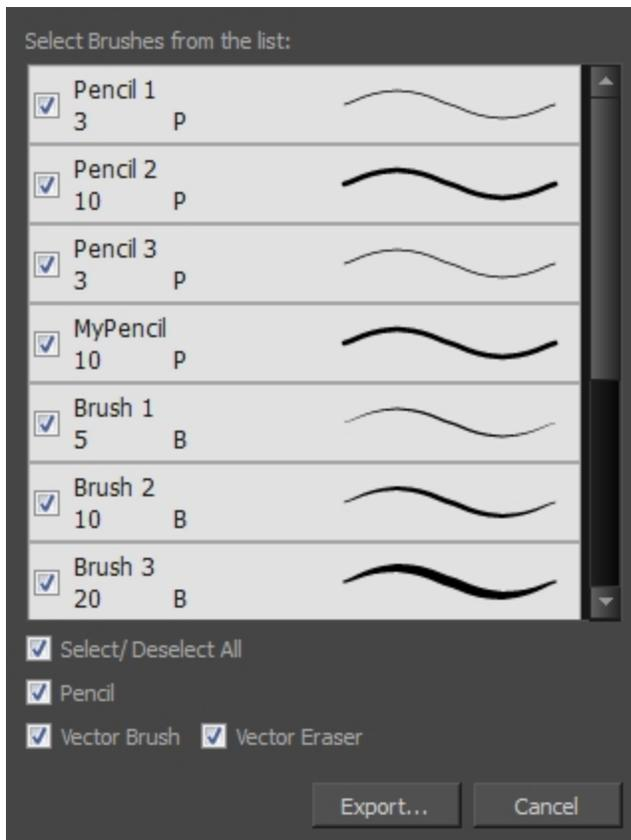 Select Brushes from the list:
Pencil 1
3 P
Pencil 2
10 P
Pencil 3
3 P
MyPencil
10 P
Brush 1
5 B
Brush 2
10 B
Brush 3
20 B
Select/ Deselect All
Pencil
Vector Brush Vector Eraser
Export... Cancel